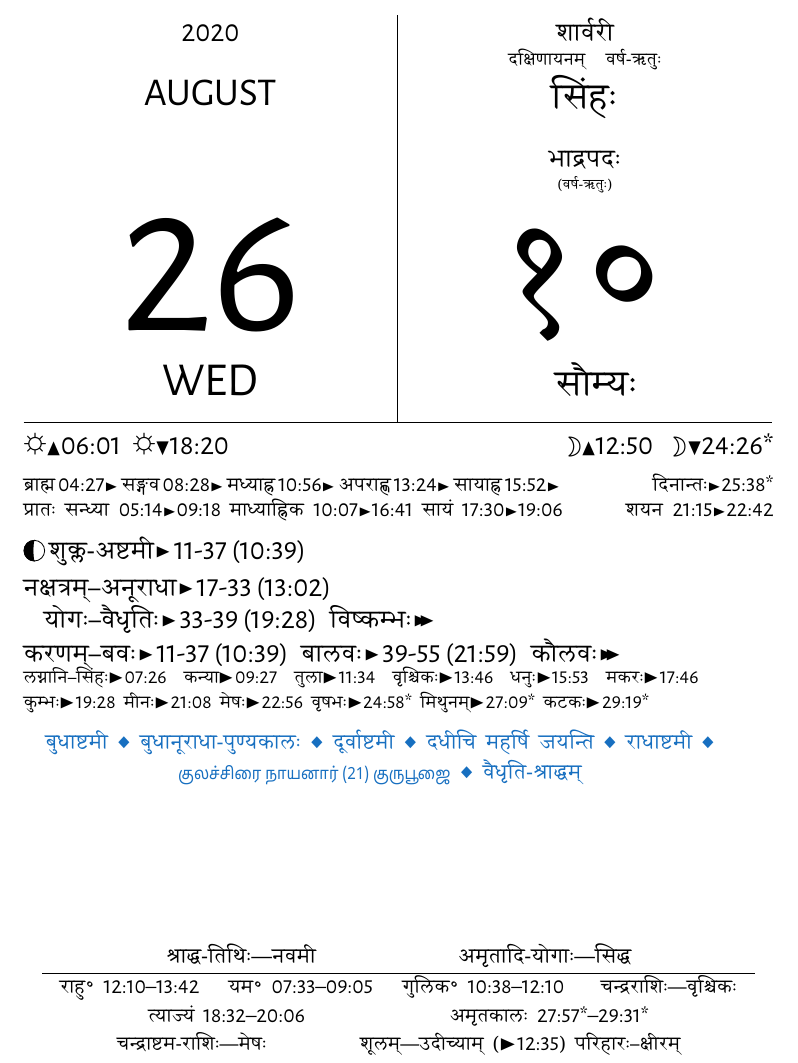 2020
AUGUST
26
WED
शार्वरी
दक्षिणायनम् वर्ष-ऋतुः
सिंहः
भाद्रपदः
(वर्ष-ऋतुः)
१०
सौम्यः
☼▲06:01 ☼▼18:20 ☽▲12:50 ☽▼24:26*
ब्राह्म 04:27► सङ्गव 08:28► मध्याह्न 10:56► अपराह्ण 13:24► सायाह्न 15:52► दिनान्तः►25:38*
प्रातः सन्ध्या 05:14►09:18 माध्याह्निक 10:07►16:41 सायं 17:30►19:06 शयन 21:15►22:42
🌓 शुक्ल-अष्टमी►11-37 (10:39)
नक्षत्रम्–अनूराधा►17-33 (13:02)
योगः–वैधृतिः►33-39 (19:28) विष्कम्भः►►
करणम्–बवः►11-37 (10:39) बालवः►39-55 (21:59) कौलवः►►
लग्नानि–सिंहः►07:26 कन्या►09:27 तुला►11:34 वृश्चिकः►13:46 धनुः►15:53 मकरः►17:46
कुम्भः►19:28 मीनः►21:08 मेषः►22:56 वृषभः►24:58* मिथुनम्►27:09* कटकः►29:19*
बुधाष्टमी ◆ बुधानूराधा-पुण्यकालः ◆ दूर्वाष्टमी ◆ दधीचि महर्षि जयन्ति ◆ राधाष्टमी ◆
குலச்சிரை நாயனார் (21) குருபூஜை ◆ वैधृति-श्राद्धम्
श्राद्ध-तिथिः—नवमी अमृतादि-योगाः—सिद्ध
राहु° 12:10–13:42 यम° 07:33–09:05 गुलिक° 10:38–12:10 चन्द्रराशिः—वृश्चिकः
त्याज्यं 18:32–20:06 अमृतकालः 27:57*–29:31*
चन्द्राष्टम-राशिः—मेषः शूलम्—उदीच्याम् (►12:35) परिहारः–क्षीरम्